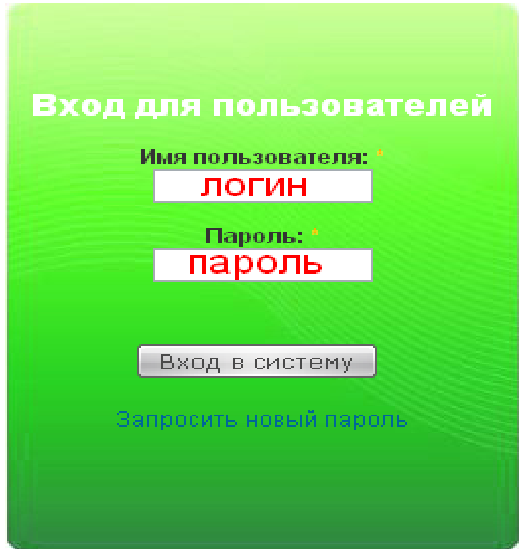 Вход для пользователей
Имя пользователя: *
логин
Пароль: *
пароль
Вход в систему
Запросить новый пароль